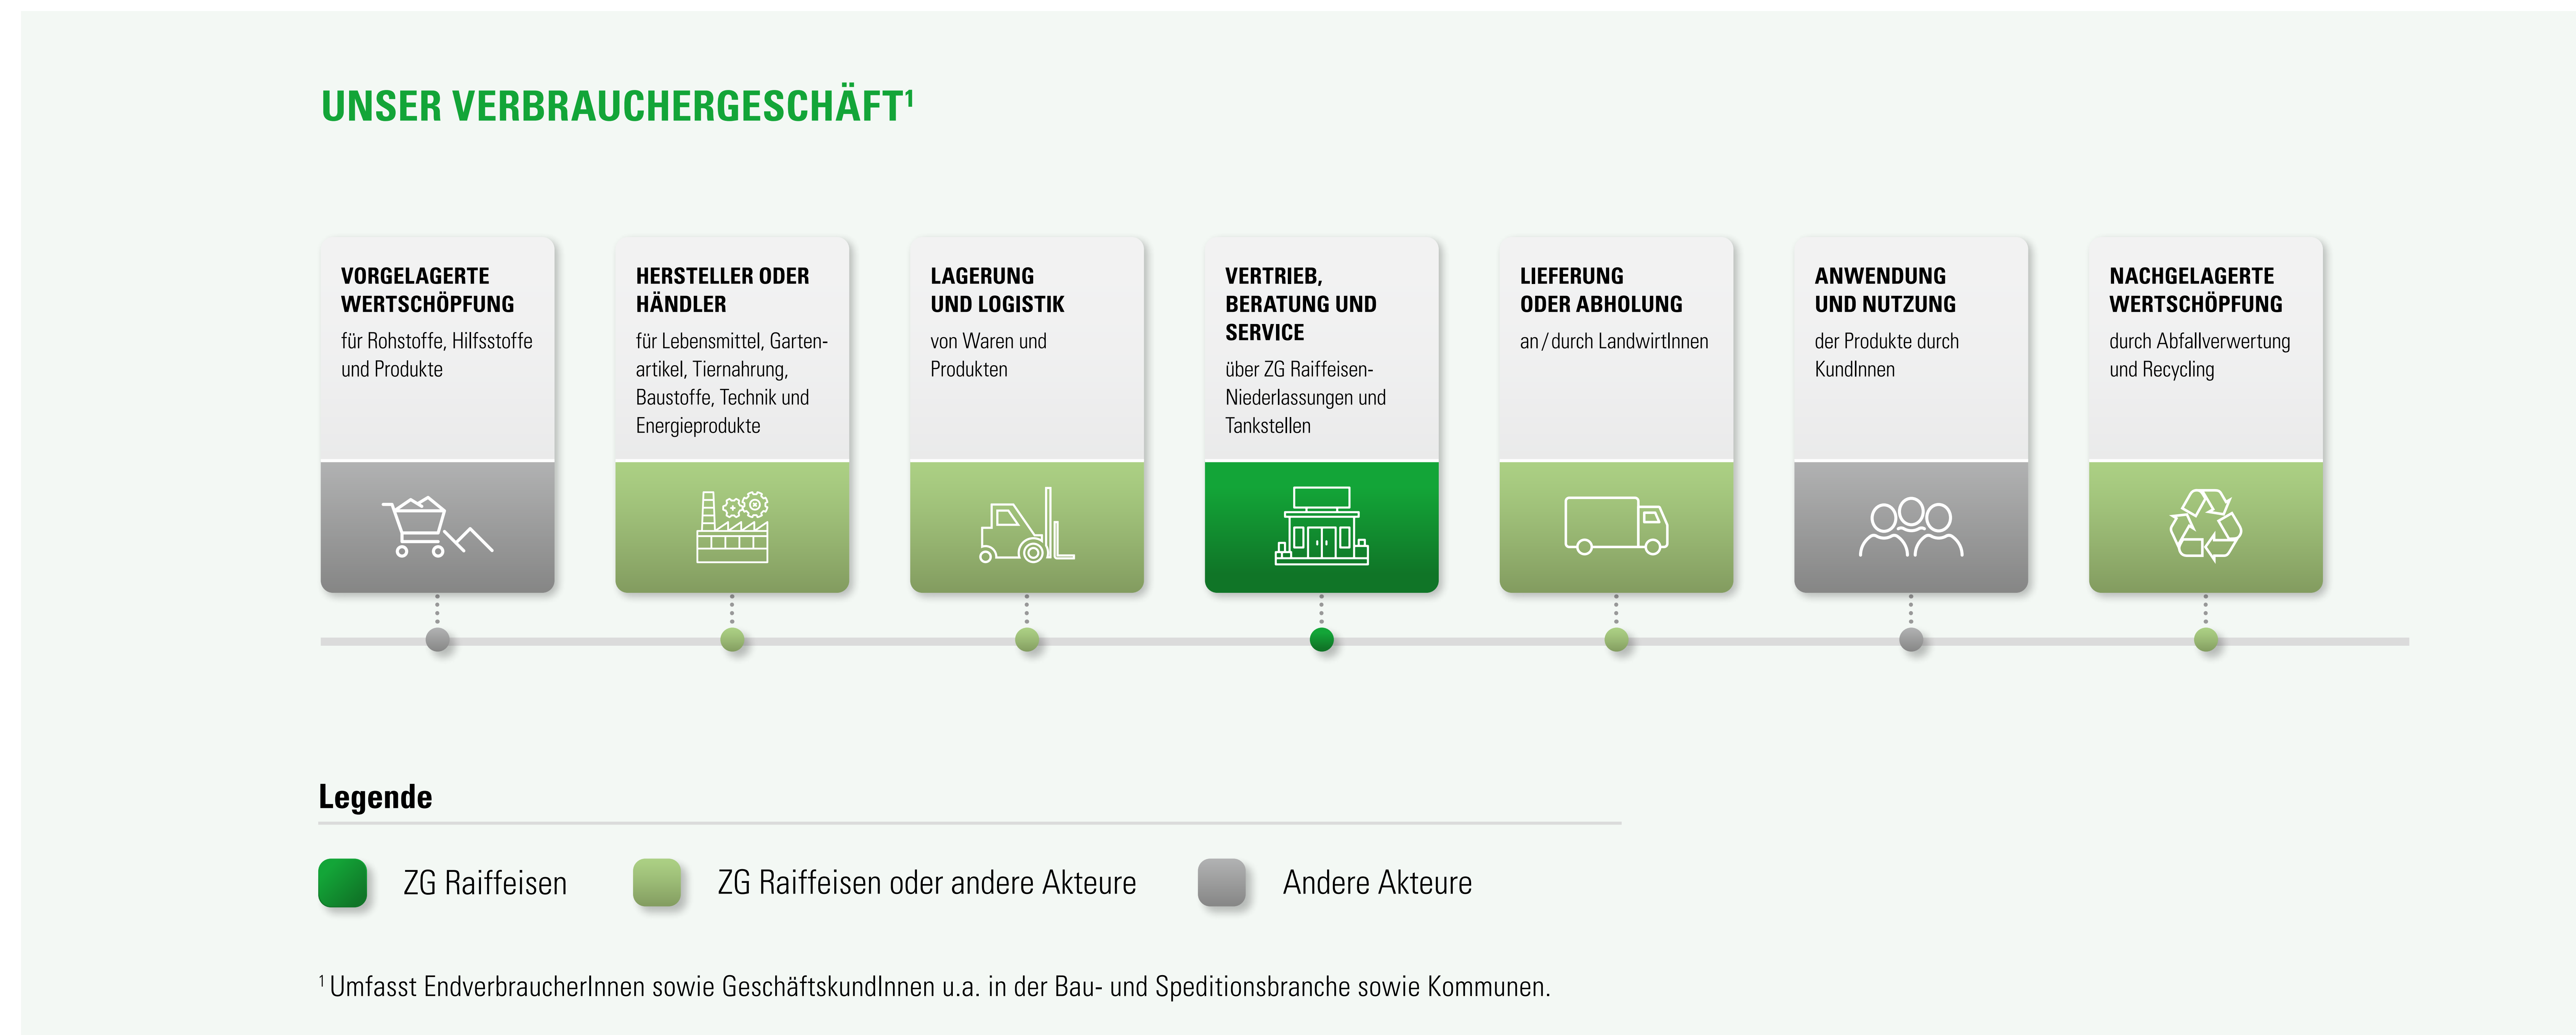 UNSER VERBRAUCHERGESCHÄFT¹
VORGELAGERTE
WERTSCHÖPFUNG
für Rohstoffe, Hilfsstoffe
und Produkte
HERSTELLER ODER
HÄNDLER
für Lebensmittel, Garten-
artikel, Tiernahrung,
Baustoffe, Technik und
Energieprodukte
LAGERUNG
UND LOGISTIK
von Waren und
Produkten
VERTRIEB,
BERATUNG UND
SERVICE
über ZG Raiffeisen-
Niederlassungen und
Tankstellen
LIEFERUNG
ODER ABHOLUNG
an / durch LandwirtInnen
ANWENDUNG
UND NUTZUNG
der Produkte durch
KundInnen
NACHGELAGERTE
WERTSCHÖPFUNG
durch Abfallverwertung
und Recycling
Legende
ZG Raiffeisen
ZG Raiffeisen oder andere Akteure
Andere Akteure
¹ Umfasst EndverbraucherInnen sowie GeschäftskundInnen u.a. in der Bau- und Speditionsbranche sowie Kommunen.